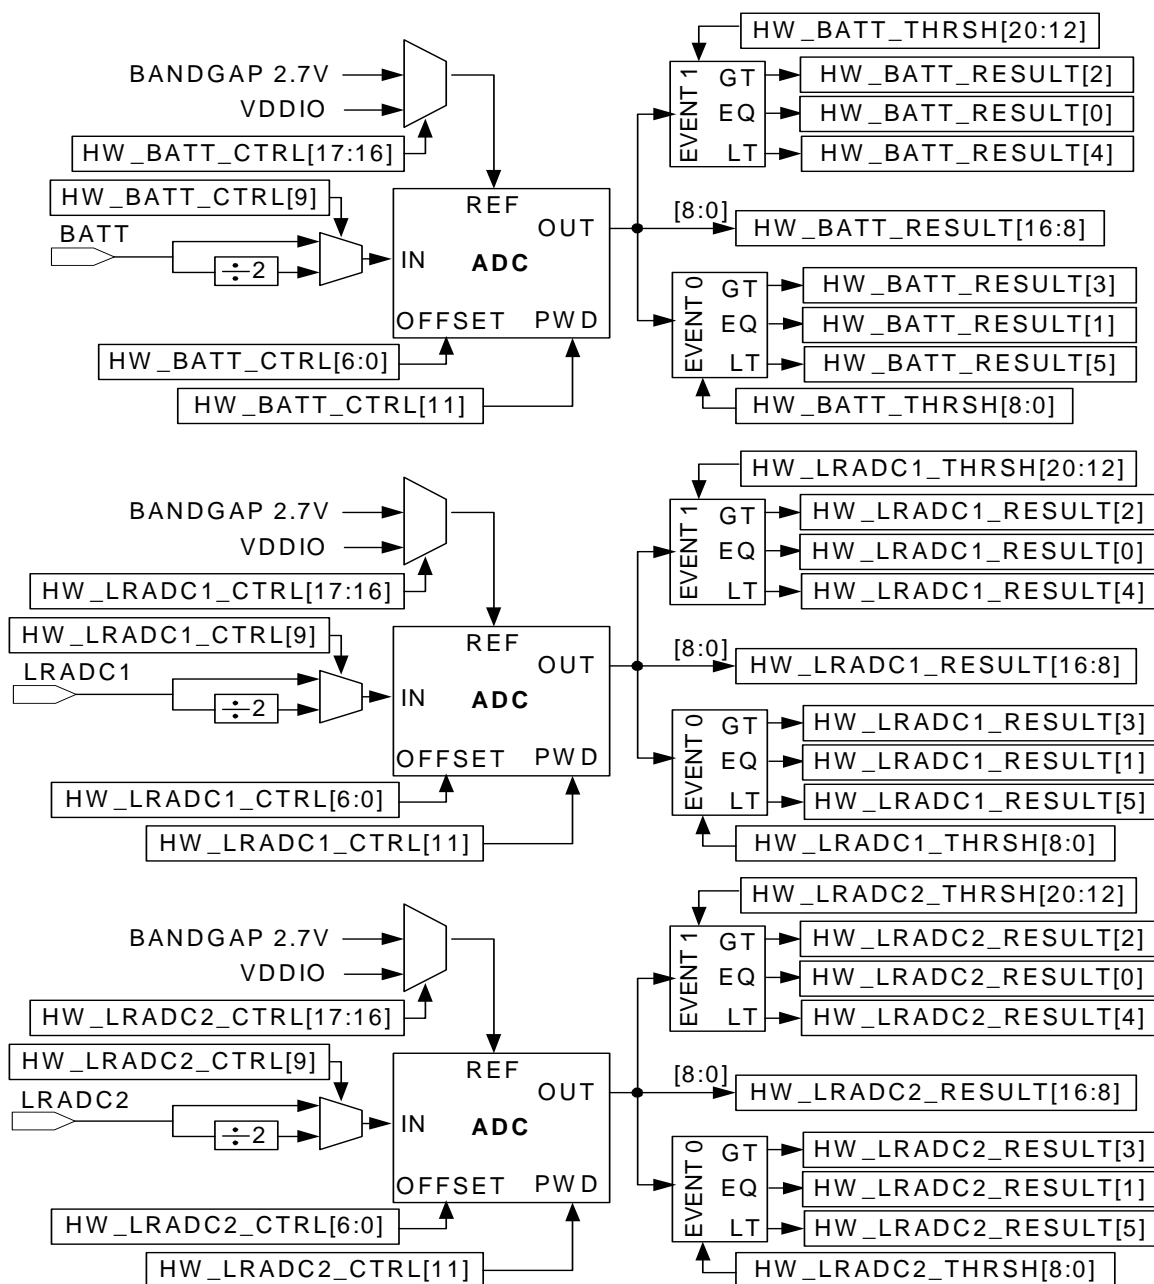 HW_BATT_THRSH[20:12]
BANDGAP 2.7V
VDDIO
HW_BATT_CTRL[17:16]
EVENT 1
GT
HW_BATT_RESULT[2]
EQ
HW_BATT_RESULT[0]
LT
HW_BATT_RESULT[4]
HW_BATT_CTRL[9]
BATT
÷2
REF
OUT
IN
ADC
OFFSET
PWD
[8:0]
HW_BATT_RESULT[16:8]
EVENT 0
GT
HW_BATT_RESULT[3]
EQ
HW_BATT_RESULT[1]
LT
HW_BATT_RESULT[5]
HW_BATT_CTRL[6:0]
HW_BATT_CTRL[11]
HW_BATT_THRSH[8:0]
HW_LRADC1_THRSH[20:12]
BANDGAP 2.7V
VDDIO
HW_LRADC1_CTRL[17:16]
EVENT 1
GT
HW_LRADC1_RESULT[2]
EQ
HW_LRADC1_RESULT[0]
LT
HW_LRADC1_RESULT[4]
HW_LRADC1_CTRL[9]
LRADC1
÷2
REF
OUT
IN
ADC
OFFSET
PWD
[8:0]
HW_LRADC1_RESULT[16:8]
EVENT 0
GT
HW_LRADC1_RESULT[3]
EQ
HW_LRADC1_RESULT[1]
LT
HW_LRADC1_RESULT[5]
HW_LRADC1_CTRL[6:0]
HW_LRADC1_CTRL[11]
HW_LRADC1_THRSH[8:0]
HW_LRADC2_THRSH[20:12]
BANDGAP 2.7V
VDDIO
HW_LRADC2_CTRL[17:16]
EVENT 1
GT
HW_LRADC2_RESULT[2]
EQ
HW_LRADC2_RESULT[0]
LT
HW_LRADC2_RESULT[4]
HW_LRADC2_CTRL[9]
LRADC2
÷2
REF
OUT
IN
ADC
OFFSET
PWD
[8:0]
HW_LRADC2_RESULT[16:8]
EVENT 0
GT
HW_LRADC2_RESULT[3]
EQ
HW_LRADC2_RESULT[1]
LT
HW_LRADC2_RESULT[5]
HW_LRADC2_CTRL[6:0]
HW_LRADC2_CTRL[11]
HW_LRADC2_THRSH[8:0]